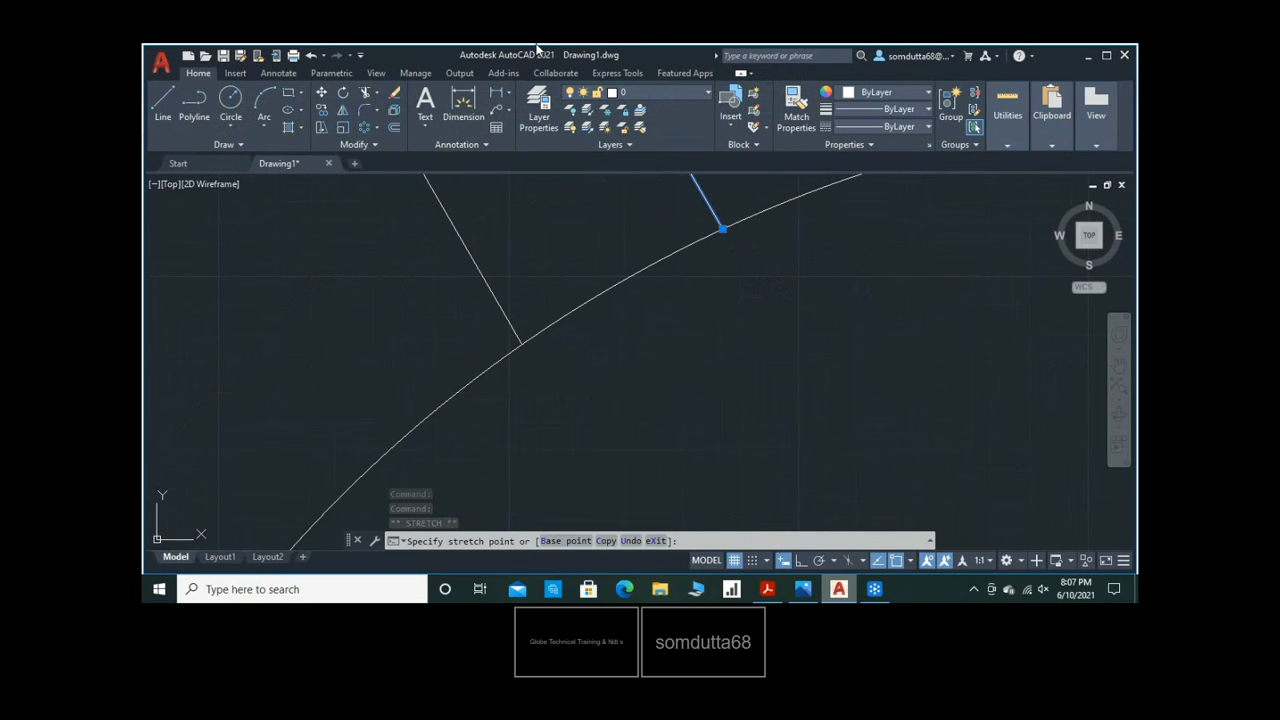 Autodesk AutoCAD 2021 Drawing1.dwg
Type a keyword or phrase
somdutta68@...
Home Insert Annotate Parametric View Manage Output Add-ins Collaborate Express Tools Featured Apps
0
ByLayer
ByLayer
ByLayer
Line Polyline Circle Arc
Text Dimension
Layer Properties
Insert
Match Properties
Group
Utilities
Clipboard
View
Draw Modify Annotation Layers Block Properties Groups
Start Drawing1*
[−][Top][2D Wireframe]
N
W TOP E
S
WCS
Command:
Command:
** STRETCH **
Specify stretch point or [Base point Copy Undo eXit]:
Y
X
Model Layout1 Layout2
MODEL
1:1
Type here to search
8:07 PM
6/10/2021
Globe Technical Training & Ndt s
somdutta68